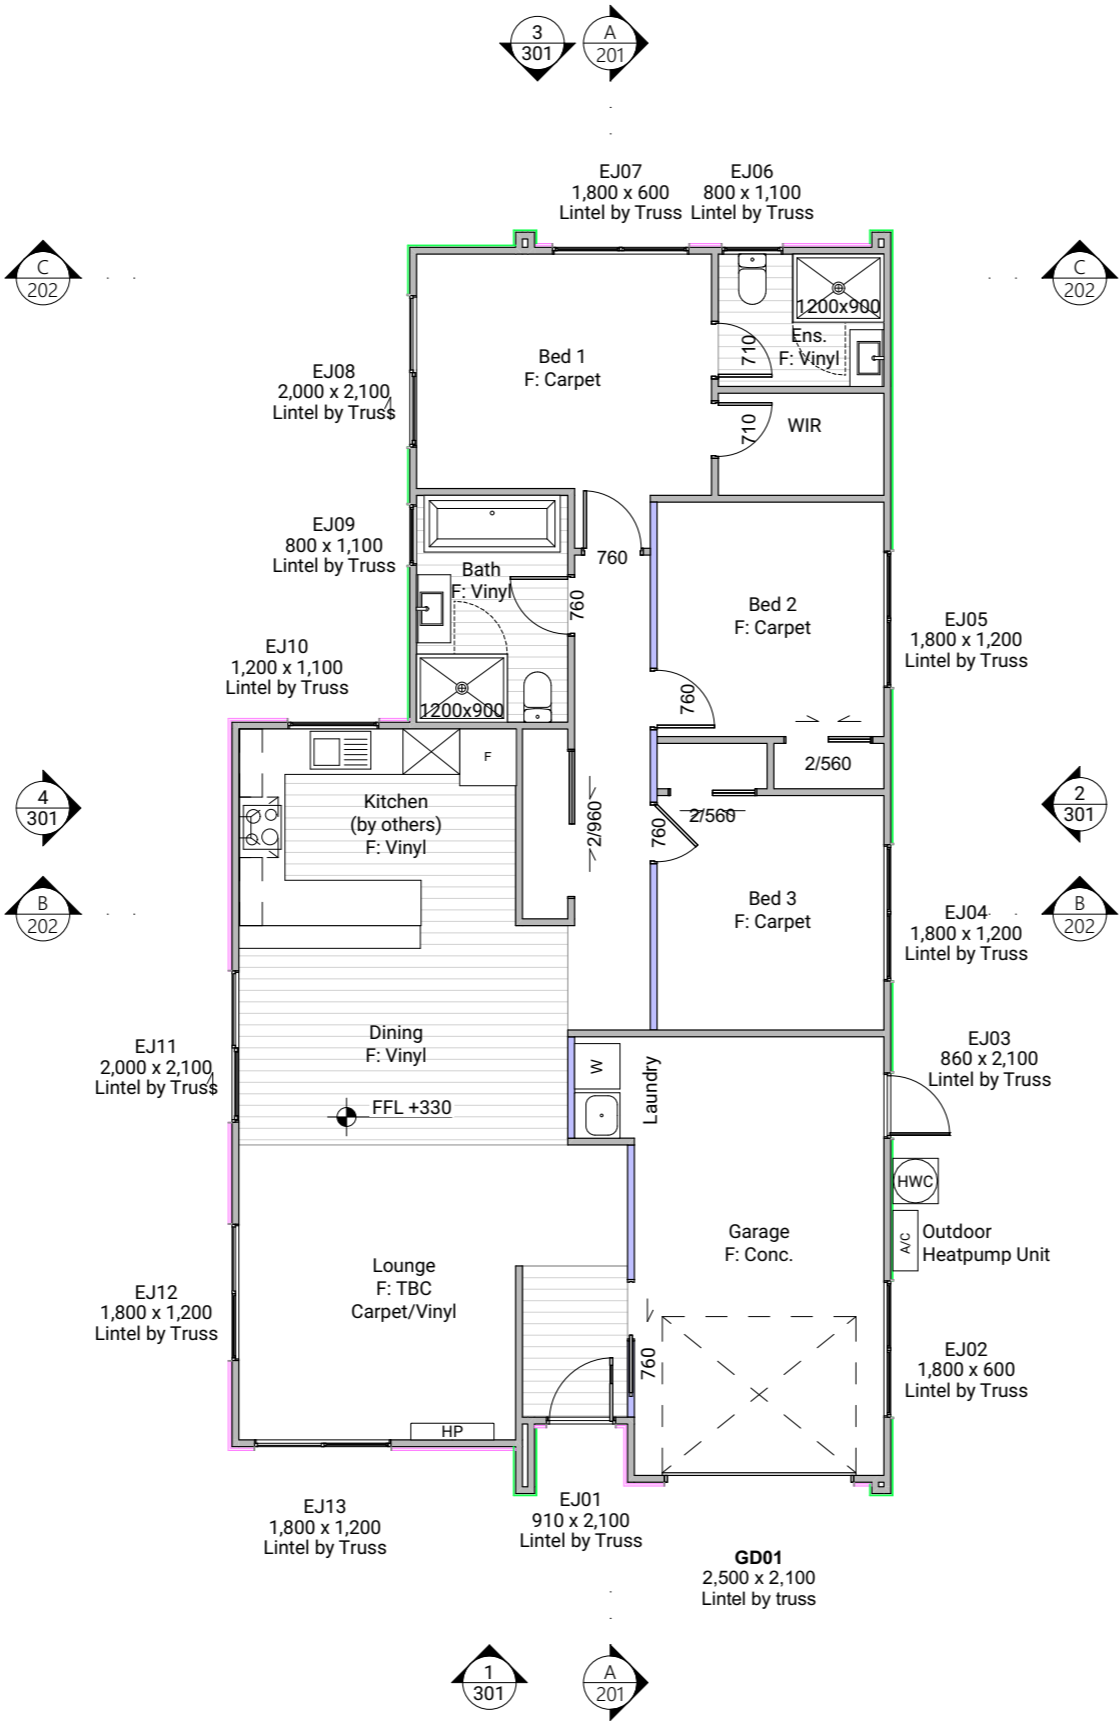 3
301
A
201
EJ07
1,800 x 600
Lintel by Truss
EJ06
800 x 1,100
Lintel by Truss
C
202
C
202
1200x900
Ens.
F: Vinyl
710
Bed 1
F: Carpet
EJ08
2,000 x 2,100
Lintel by Truss
710
WIR
EJ09
800 x 1,100
Lintel by Truss
760
Bath
F: Vinyl
760
Bed 2
F: Carpet
EJ05
1,800 x 1,200
Lintel by Truss
EJ10
1,200 x 1,100
Lintel by Truss
1200x900
760
F
2/560
4
301
Kitchen
(by others)
F: Vinyl
2/960
760
2/560
2
301
B
202
Bed 3
F: Carpet
EJ04
1,800 x 1,200
Lintel by Truss
B
202
EJ11
2,000 x 2,100
Lintel by Truss
Dining
F: Vinyl
W
Laundry
EJ03
860 x 2,100
Lintel by Truss
FFL +330
HWC
A/C
Outdoor
Heatpump Unit
Garage
F: Conc.
Lounge
F: TBC
Carpet/Vinyl
EJ12
1,800 x 1,200
Lintel by Truss
760
EJ02
1,800 x 600
Lintel by Truss
HP
EJ13
1,800 x 1,200
Lintel by Truss
EJ01
910 x 2,100
Lintel by Truss
GD01
2,500 x 2,100
Lintel by truss
1
301
A
201